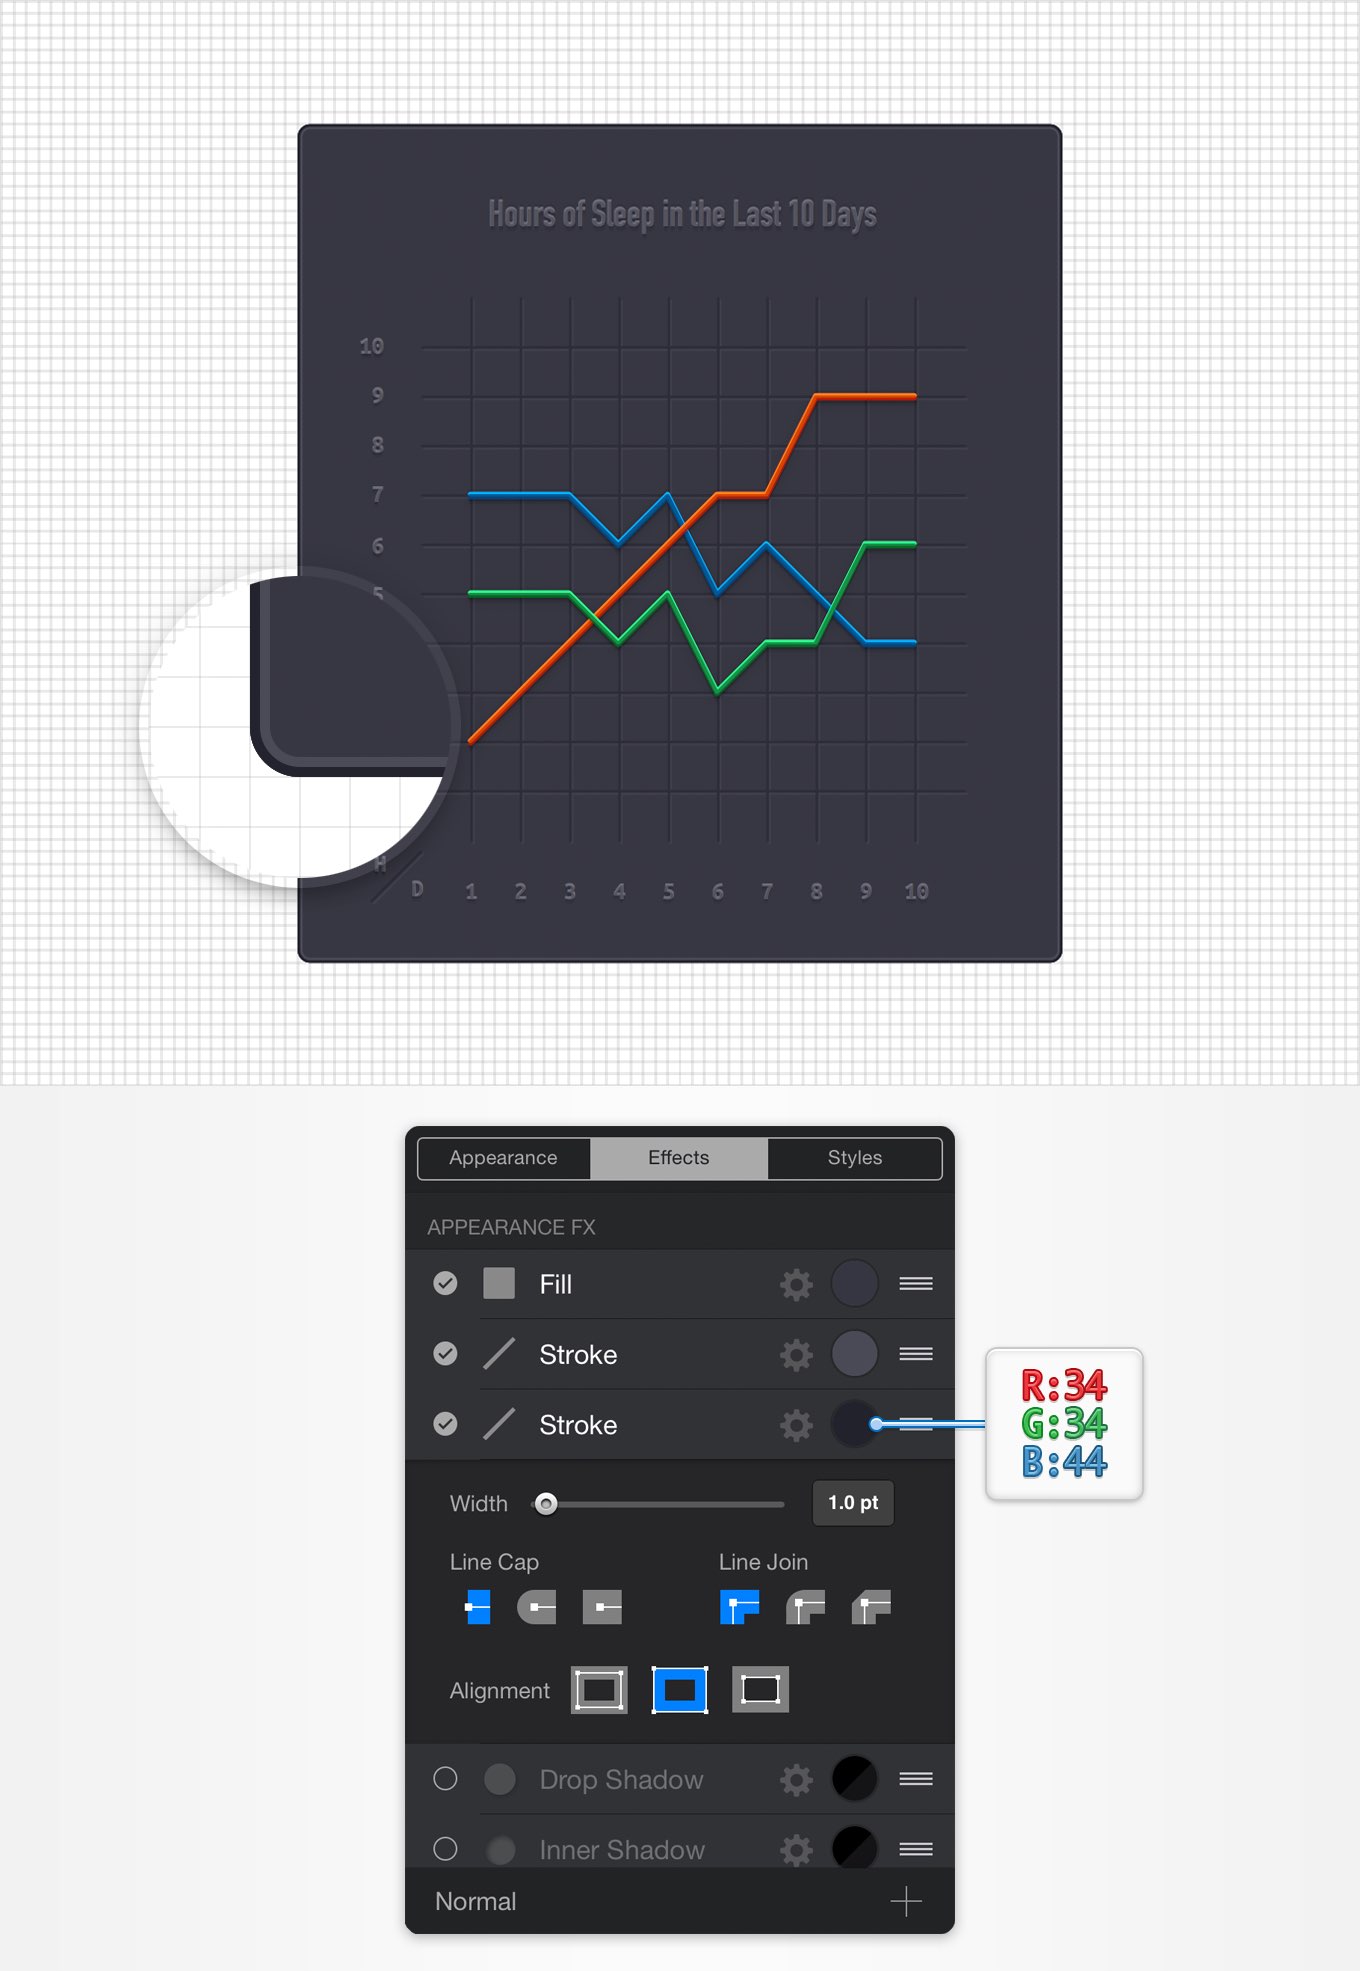 Hours of Sleep in the Last 10 Days
10
9
8
7
6
5
H
D 1 2 3 4 5 6 7 8 9 10
Appearance Effects Styles
APPEARANCE FX
Fill
Stroke
Stroke
R:34
G:34
B:44
Width 1.0 pt
Line Cap Line Join
Alignment
Drop Shadow
Inner Shadow
Normal